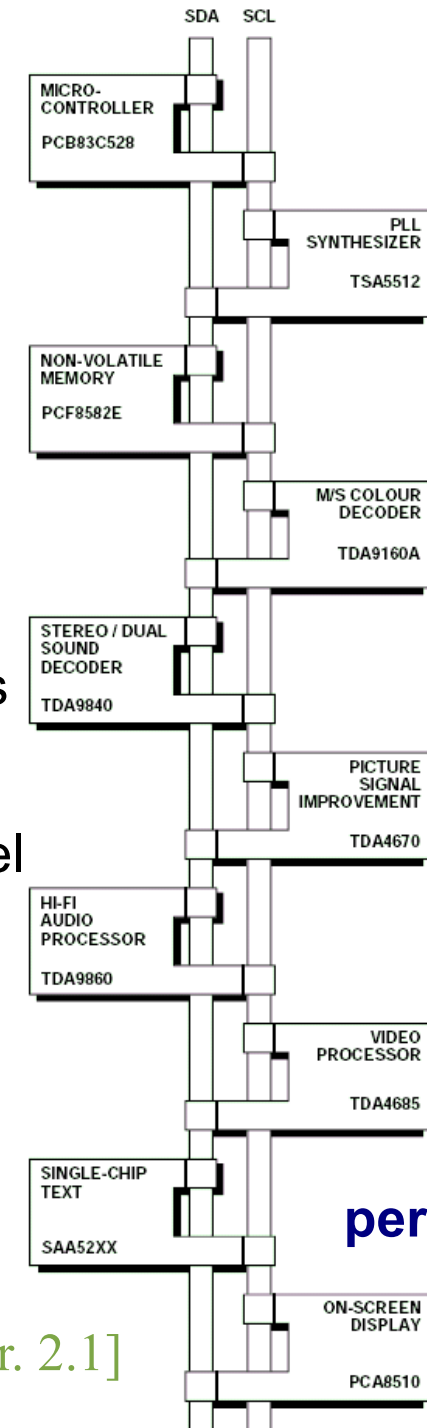 SDA SCL
MICRO-
CONTROLLER
PCB83C528
PLL
SYNTHESIZER
TSA5512
NON-VOLATILE
MEMORY
PCF8582E
M/S COLOUR
DECODER
TDA9160A
STEREO / DUAL
SOUND
DECODER
TDA9840
s
PICTURE
SIGNAL
IMPROVEMENT
TDA4670
el
HI-FI
AUDIO
PROCESSOR
TDA9860
VIDEO
PROCESSOR
TDA4685
SINGLE-CHIP
TEXT
SAA52XX
per
ON-SCREEN
DISPLAY
PCA8510
r. 2.1]